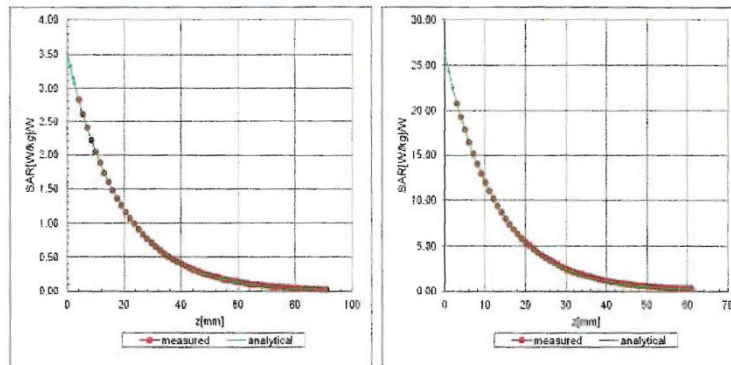 4.00
3.50
3.00
2.50
2.00
1.50
1.00
0.50
0.00
SAR[W/kg]/W
0 20 40 60 80 100
z[mm]
measured analytical
30.00
25.00
20.00
15.00
10.00
5.00
0.00
SAR[W/kg]/W
0 10 20 30 40 50 60 70
z[mm]
measured analytical